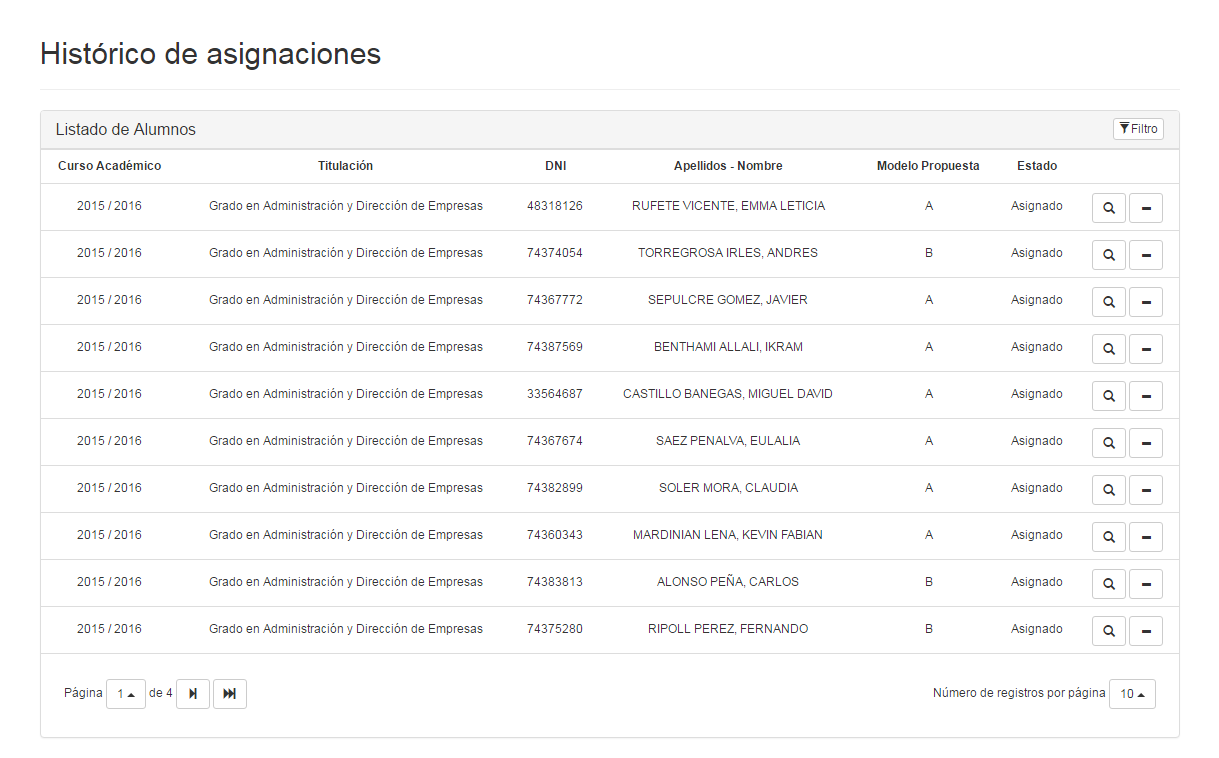 Histórico de asignaciones
Listado de Alumnos Filtro
Curso Académico Titulación DNI Apellidos - Nombre Modelo Propuesta Estado
2015 / 2016 Grado en Administración y Dirección de Empresas 48318126 RUFETE VICENTE, EMMA LETICIA A Asignado
2015 / 2016 Grado en Administración y Dirección de Empresas 74374054 TORREGROSA IRLES, ANDRES B Asignado
2015 / 2016 Grado en Administración y Dirección de Empresas 74367772 SEPULCRE GOMEZ, JAVIER A Asignado
2015 / 2016 Grado en Administración y Dirección de Empresas 74387569 BENTHAMI ALLALI, IKRAM A Asignado
2015 / 2016 Grado en Administración y Dirección de Empresas 33564687 CASTILLO BANEGAS, MIGUEL DAVID A Asignado
2015 / 2016 Grado en Administración y Dirección de Empresas 74367674 SAEZ PENALVA, EULALIA A Asignado
2015 / 2016 Grado en Administración y Dirección de Empresas 74382899 SOLER MORA, CLAUDIA A Asignado
2015 / 2016 Grado en Administración y Dirección de Empresas 74360343 MARDINIAN LENA, KEVIN FABIAN A Asignado
2015 / 2016 Grado en Administración y Dirección de Empresas 74383813 ALONSO PEÑA, CARLOS B Asignado
2015 / 2016 Grado en Administración y Dirección de Empresas 74375280 RIPOLL PEREZ, FERNANDO B Asignado
Página 1 de 4 Número de registros por página 10